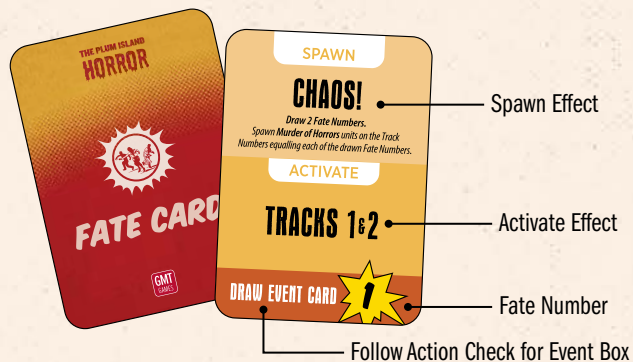 THE PLUM ISLAND
HORROR
FATE CARD
GMT
GAMES
SPAWN
CHAOS!
Draw 2 Fate Numbers.
Spawn Murder of Horrors units on the Track
Numbers equalling each of the drawn Fate Numbers.
ACTIVATE
TRACKS 1&2
DRAW EVENT CARD
1
Spawn Effect
Activate Effect
Fate Number
Follow Action Check for Event Box